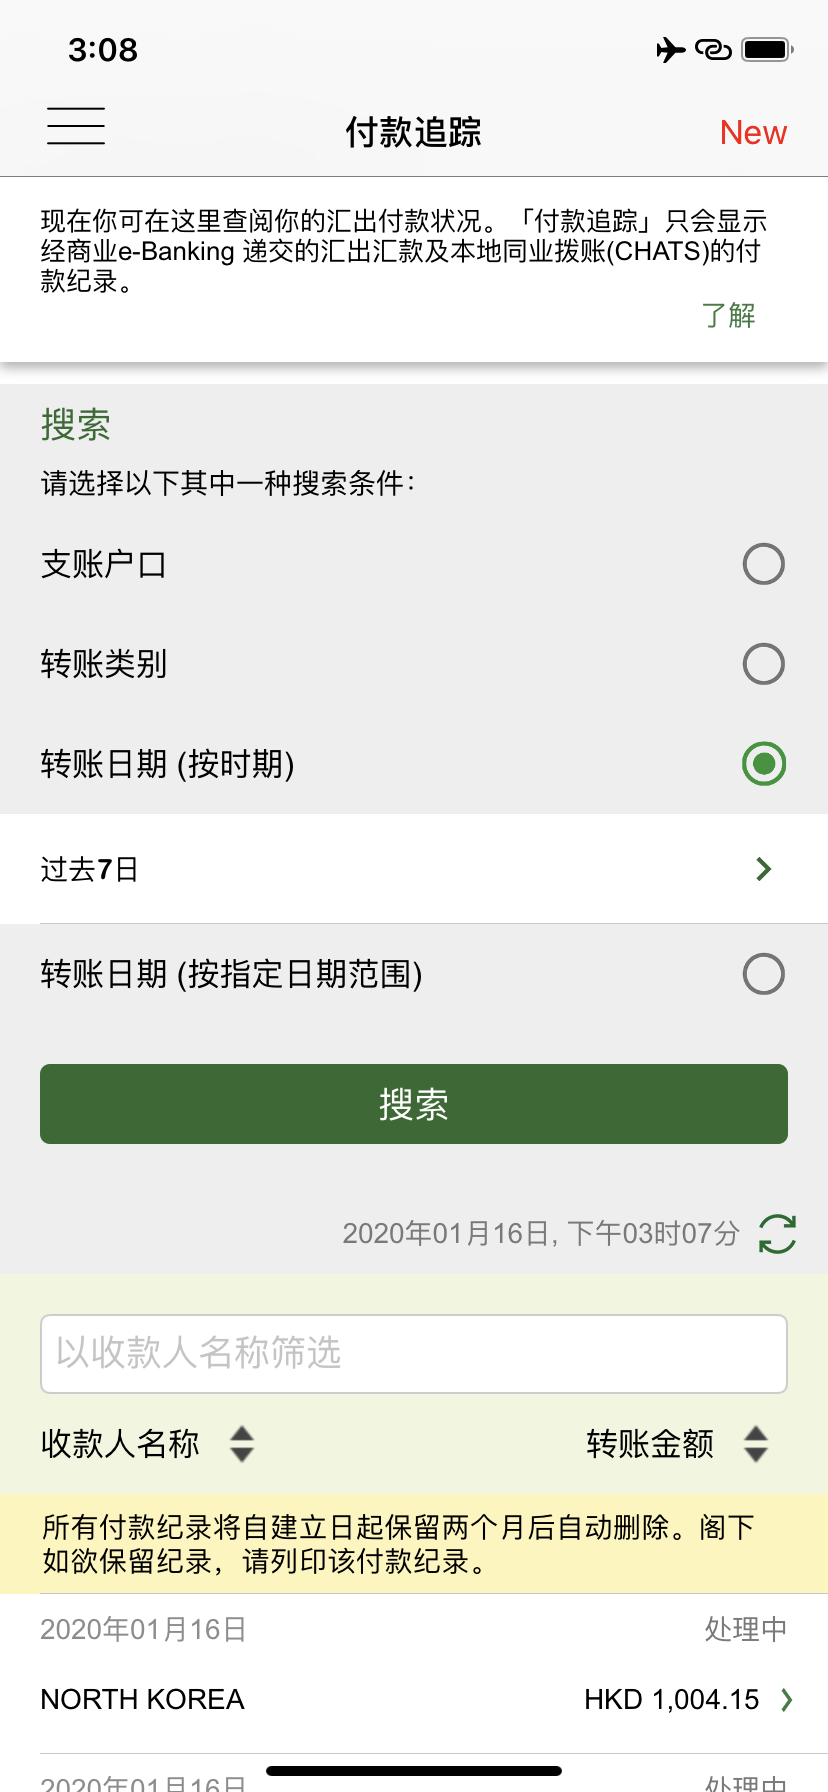 3:08
付款追踪
New
现在你可在这里查阅你的汇出付款状况。「付款追踪」只会显示
经商业e-Banking 递交的汇出汇款及本地同业拨账(CHATS)的付
款纪录。
了解
搜索
请选择以下其中一种搜索条件：
支账户口
转账类别
转账日期 (按时期)
过去7日
转账日期 (按指定日期范围)
搜索
2020年01月16日, 下午03时07分
以收款人名称筛选
收款人名称 转账金额
所有付款纪录将自建立日起保留两个月后自动删除。阁下
如欲保留纪录，请列印该付款纪录。
2020年01月16日 处理中
NORTH KOREA HKD 1,004.15
2020年01月16日 处理中